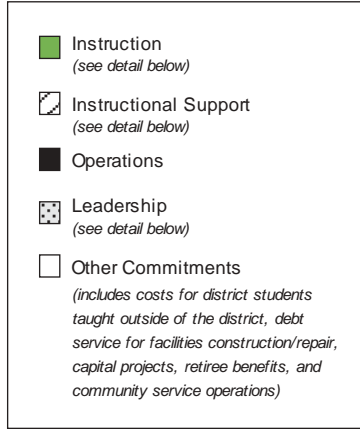 Instruction
(see detail below)
Instructional Support
(see detail below)
Operations
Leadership
(see detail below)
Other Commitments
(includes costs for district students
taught outside of the district, debt
service for facilities construction/repair,
capital projects, retiree benefits, and
community service operations)